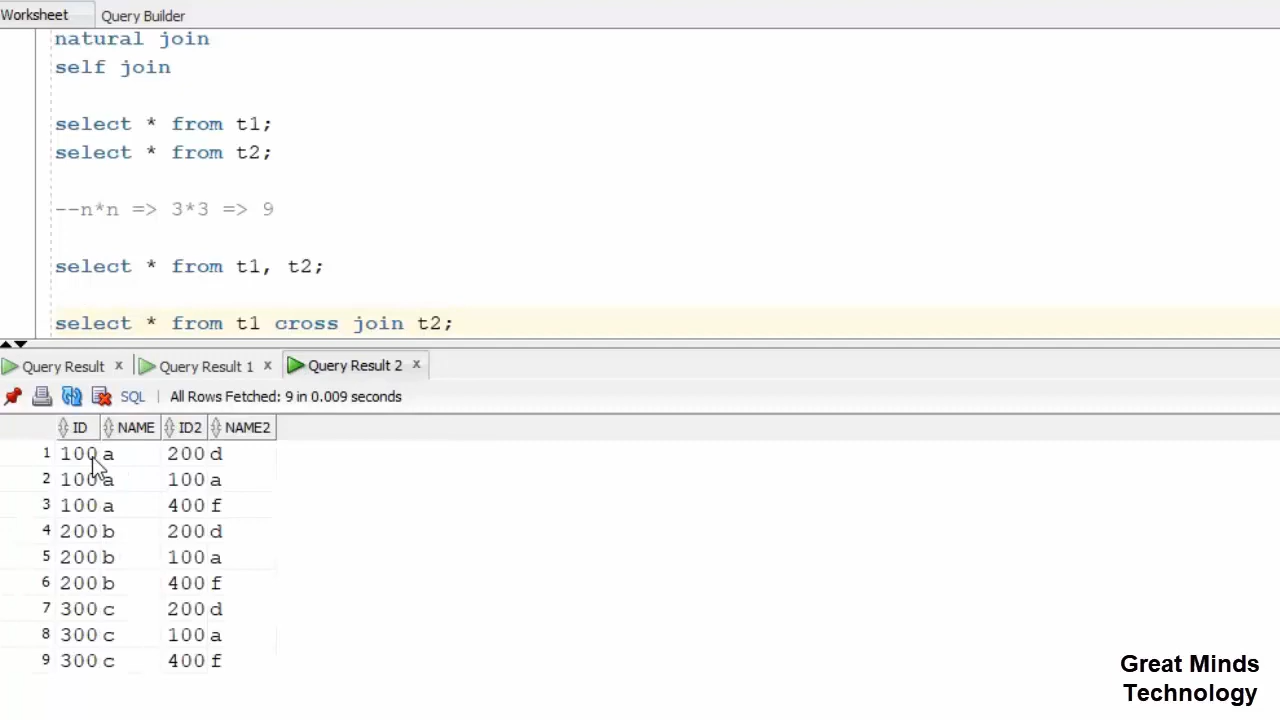 Worksheet Query Builder
natural join
self join
select * from t1;
select * from t2;
--n*n => 3*3 => 9
select * from t1, t2;
select * from t1 cross join t2;
Query Result × Query Result 1 × Query Result 2 ×
SQL | All Rows Fetched: 9 in 0.009 seconds
ID NAME ID2 NAME2
1 100 a 200 d
2 100 a 100 a
3 100 a 400 f
4 200 b 200 d
5 200 b 100 a
6 200 b 400 f
7 300 c 200 d
8 300 c 100 a
9 300 c 400 f
Great Minds
Technology